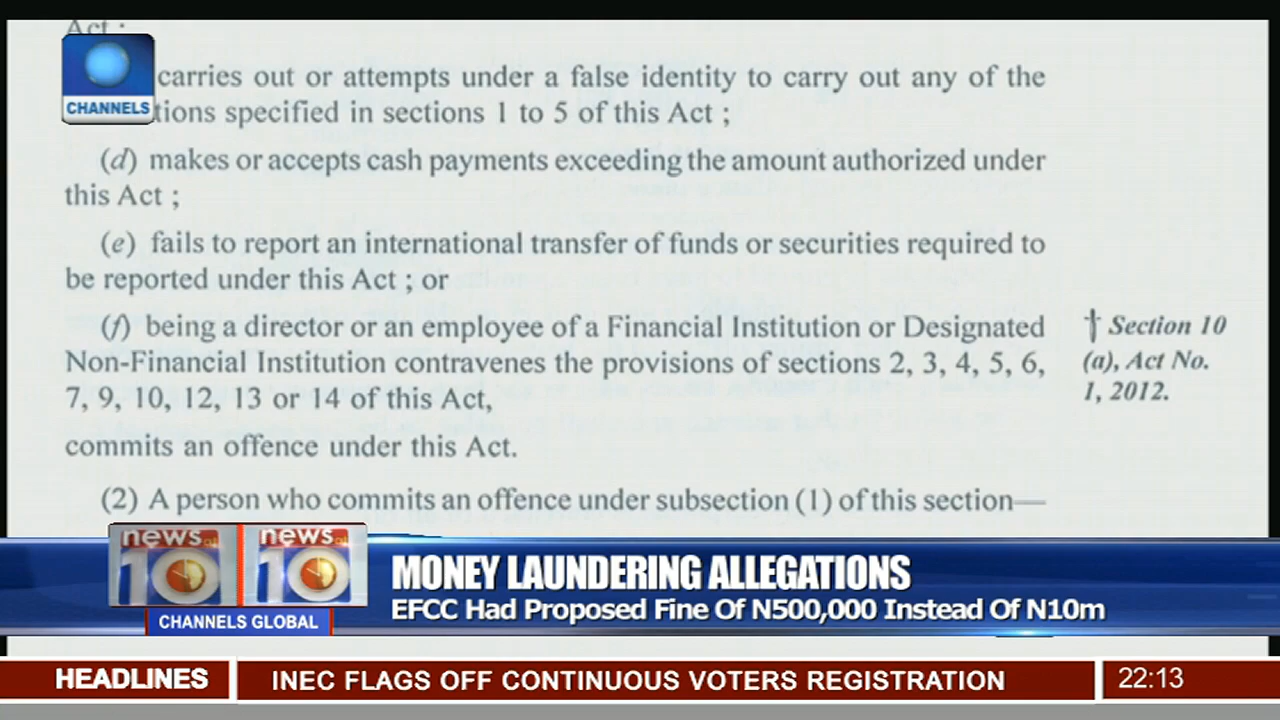 Act ;
CHANNELS
carries out or attempts under a false identity to carry out any of the
tions specified in sections 1 to 5 of this Act ;
(d) makes or accepts cash payments exceeding the amount authorized under
this Act ;
(e) fails to report an international transfer of funds or securities required to
be reported under this Act ; or
(f) being a director or an employee of a Financial Institution or Designated
Non-Financial Institution contravenes the provisions of sections 2, 3, 4, 5, 6,
7, 9, 10, 12, 13 or 14 of this Act,
† Section 10
(a), Act No.
1, 2012.
commits an offence under this Act.
(2) A person who commits an offence under subsection (1) of this section—
news at 10
news at 10
CHANNELS GLOBAL
MONEY LAUNDERING ALLEGATIONS
EFCC Had Proposed Fine Of N500,000 Instead Of N10m
HEADLINES
INEC FLAGS OFF CONTINUOUS VOTERS REGISTRATION
22:13